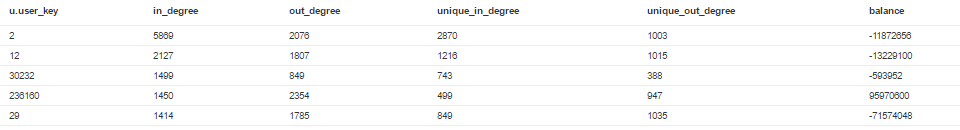 u.user_key in_degree out_degree unique_in_degree unique_out_degree balance
2 5869 2076 2870 1003 -11872656
12 2127 1807 1216 1015 -13229100
30232 1499 849 743 388 -593952
236160 1450 2354 499 947 95970600
29 1414 1785 849 1035 -71574048